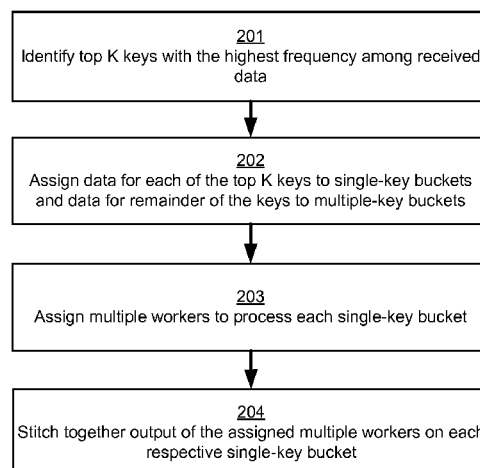 201
Identify top K keys with the highest frequency among received
data
202
Assign data for each of the top K keys to single-key buckets
and data for remainder of the keys to multiple-key buckets
203
Assign multiple workers to process each single-key bucket
204
Stitch together output of the assigned multiple workers on each
respective single-key bucket